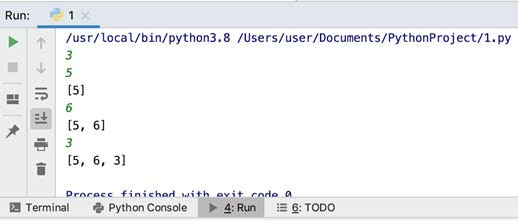 Run: 1
/usr/local/bin/python3.8 /Users/user/Documents/PythonProject/1.py
3
5
[5]
6
[5, 6]
3
[5, 6, 3]
Process finished with exit code 0
Terminal Python Console 4: Run 6: TODO